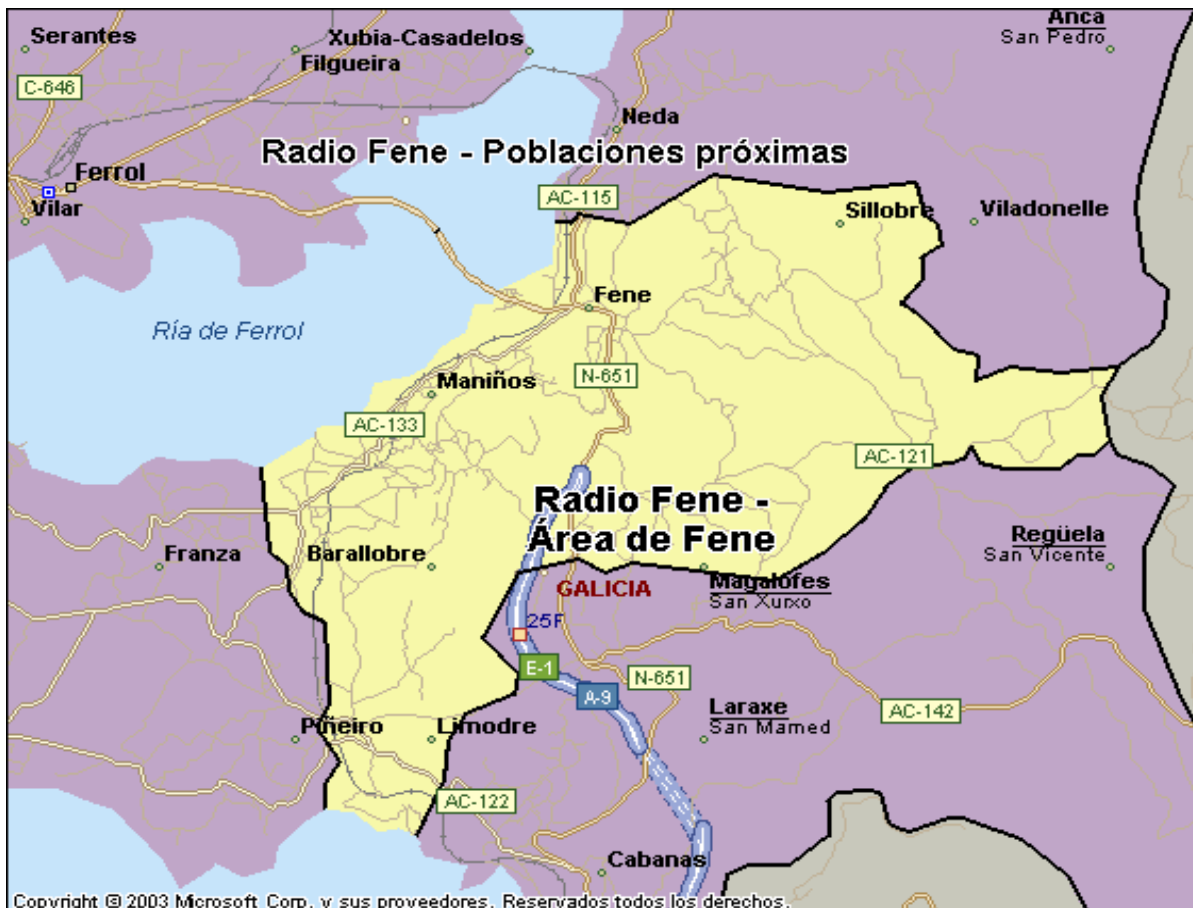 Anca
Serantes
Xubia-Casadelos
San Pedro
Filgueira
C-646
Neda
Radio Fene - Poblaciones próximas
Ferrol
AC-115
Vilar
Sillobre
Viladonelle
Fene
Ría de Ferrol
N-651
Maniños
AC-133
AC-121
Radio Fene -
Área de Fene
Regüela
San Vicente
Franza
Barallobre
GALICIA
Magalofes
San Xurxo
25F
E-1
N-651
A-9
Laraxe
San Mamed
AC-142
Piñeiro
Limodre
AC-122
Cabanas
Copyright © 2003 Microsoft Corp. y sus proveedores. Reservados todos los derechos.